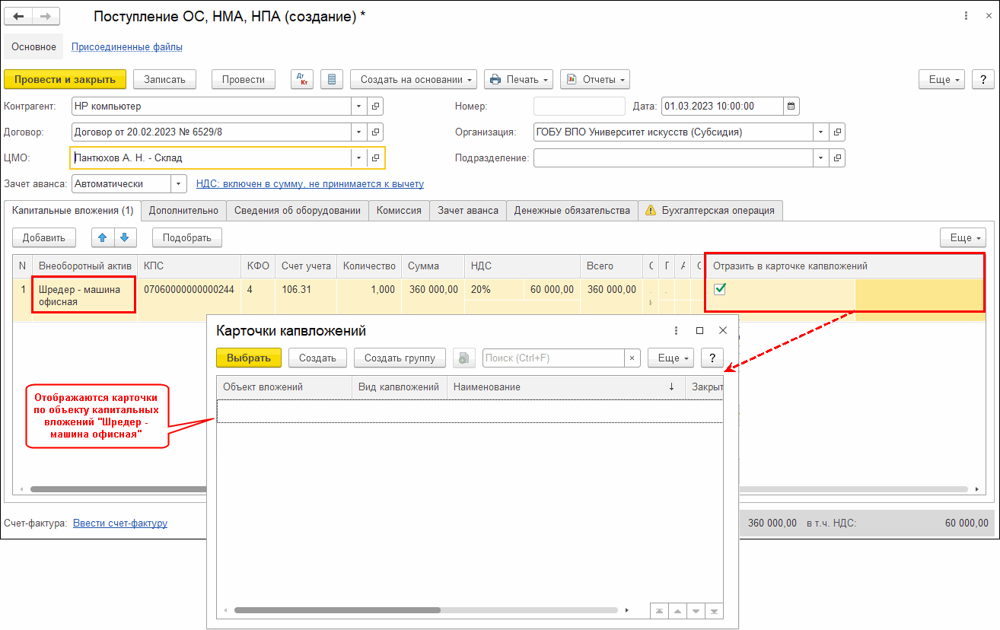 Поступление ОС, НМА, НПА (создание) *
Основное Присоединенные файлы
Провести и закрыть Записать Провести Дт Кт Создать на основании Печать Отчеты Еще ?
Контрагент: НР компьютер Номер: Дата: 01.03.2023 10:00:00
Договор: Договор от 20.02.2023 № 6529/8 Организация: ГОБУ ВПО Университет искусств (Субсидия)
ЦМО: Пантюхов А. Н. - Склад Подразделение:
Зачет аванса: Автоматически НДС: включен в сумму, не принимается к вычету
Капитальные вложения (1) Дополнительно Сведения об оборудовании Комиссия Зачет аванса Денежные обязательства Бухгалтерская операция
Добавить Подобрать Еще
N Внеоборотный актив КПС КФО Счет учета Количество Сумма НДС Всего Отразить в карточке капвложений
1 Шредер - машина 07060000000000244 4 106.31 1,000 360 000,00 20% 60 000,00 360 000,00
офисная
Карточки капвложений
Выбрать Создать Создать группу Поиск (Ctrl+F) × Еще ?
Объект вложений Вид капвложений Наименование ↓ Закрыт
Отображаются карточки
по объекту капитальных
вложений "Шредер -
машина офисная"
Счет-фактура: Ввести счет-фактуру 360 000,00 в т.ч. НДС: 60 000,00